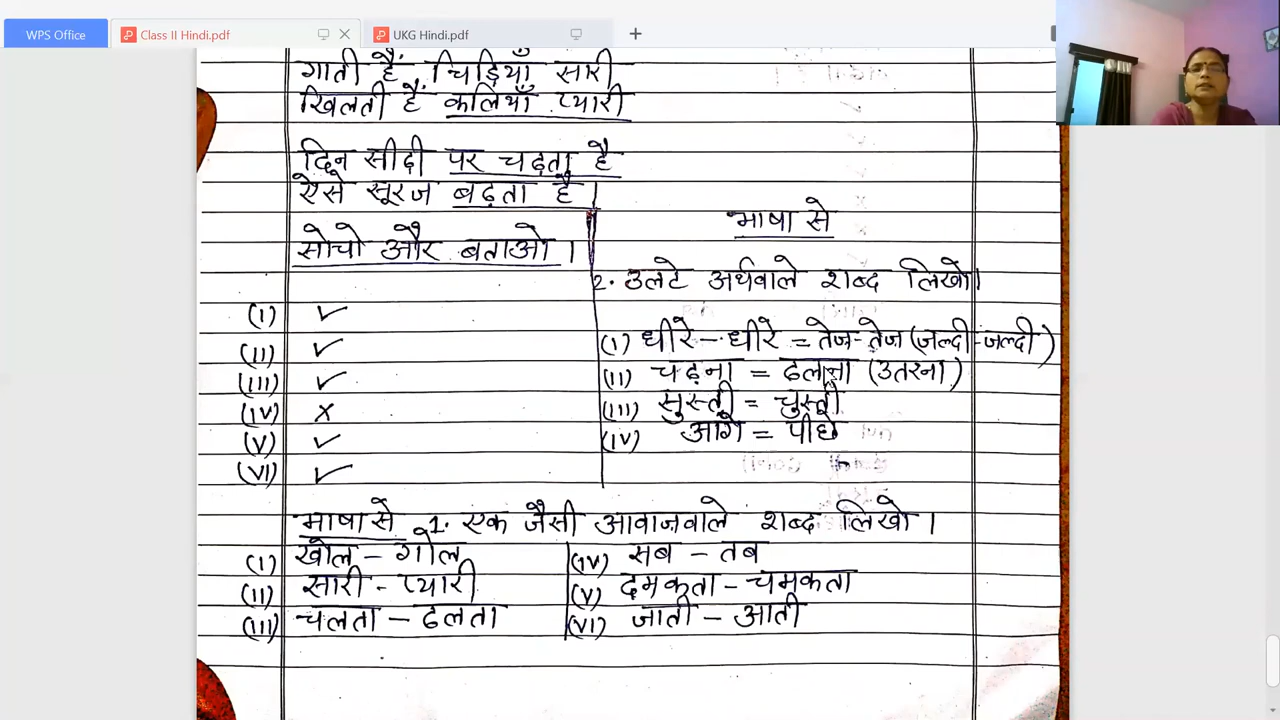 WPS Office
Class II Hindi.pdf
UKG Hindi.pdf
गाती हैं चिड़ियाँ सारी
खिलती हैं कलियाँ प्यारी
दिन सीढ़ी पर चढ़ता है
ऐसे सूरज बढ़ता है।
सोचो और बताओ।
(I) ✓
(II) ✓
(III) ✓
(IV) ×
(V) ✓
(VI) ✓
भाषा से
2. उलटे अर्थवाले शब्द लिखो।
(I) धीरे - धीरे = तेज-तेज (जल्दी-जल्दी)
(II) चढ़ना = ढलाना (उतरना)
(III) सुस्ती = चुस्ती
(IV) आगे = पीछे
भाषा से 1. एक जैसी आवाजवाले शब्द लिखो।
(I) खोल - गोल
(II) सारी - प्यारी
(III) चलता - ढलता
(IV) सब - तब
(V) दमकता - चमकता
(VI) जाती - आती